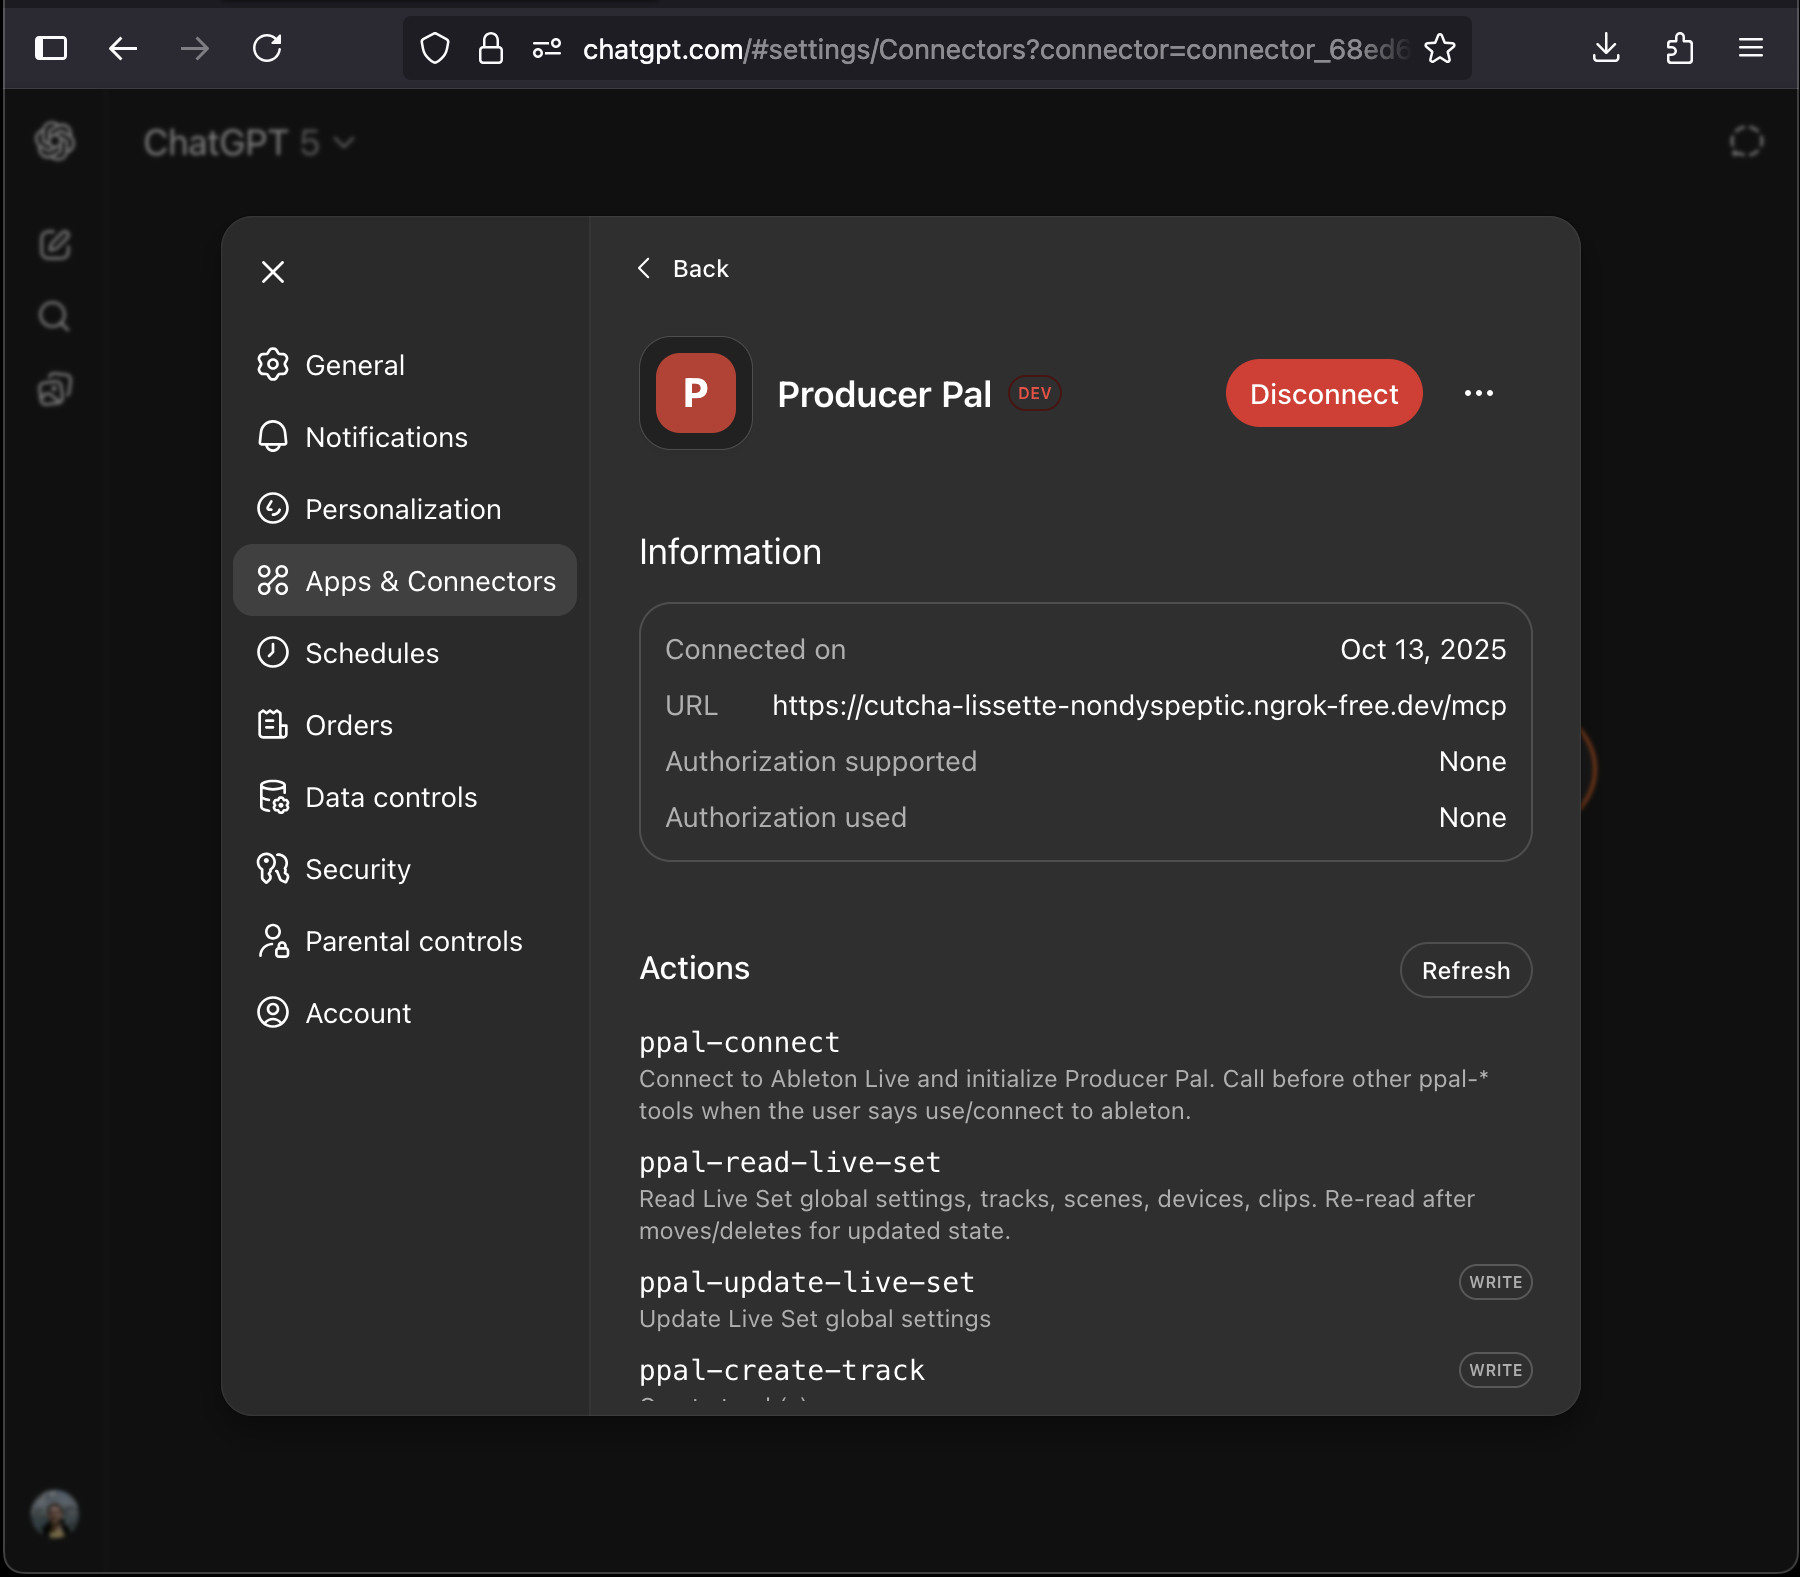 chatgpt.com/#settings/Connectors?connector=connector_68ed6
ChatGPT 5
Back
General
Notifications
Personalization
Apps & Connectors
Schedules
Orders
Data controls
Security
Parental controls
Account
P
Producer Pal
DEV
Disconnect
Information
Connected on
Oct 13, 2025
URL
https://cutcha-lissette-nondyspeptic.ngrok-free.dev/mcp
Authorization supported
None
Authorization used
None
Actions
Refresh
ppal-connect
Connect to Ableton Live and initialize Producer Pal. Call before other ppal-*
tools when the user says use/connect to ableton.
ppal-read-live-set
Read Live Set global settings, tracks, scenes, devices, clips. Re-read after
moves/deletes for updated state.
ppal-update-live-set
WRITE
Update Live Set global settings
ppal-create-track
WRITE